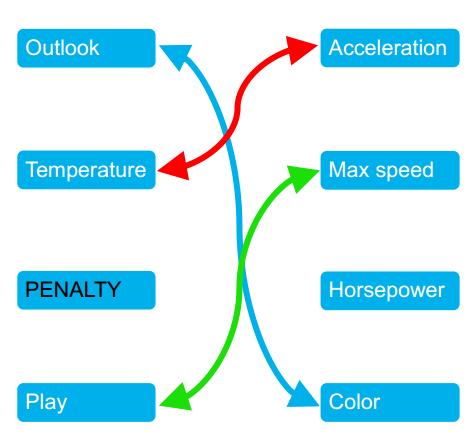 Outlook
Acceleration
Temperature
Max speed
PENALTY
Horsepower
Play
Color